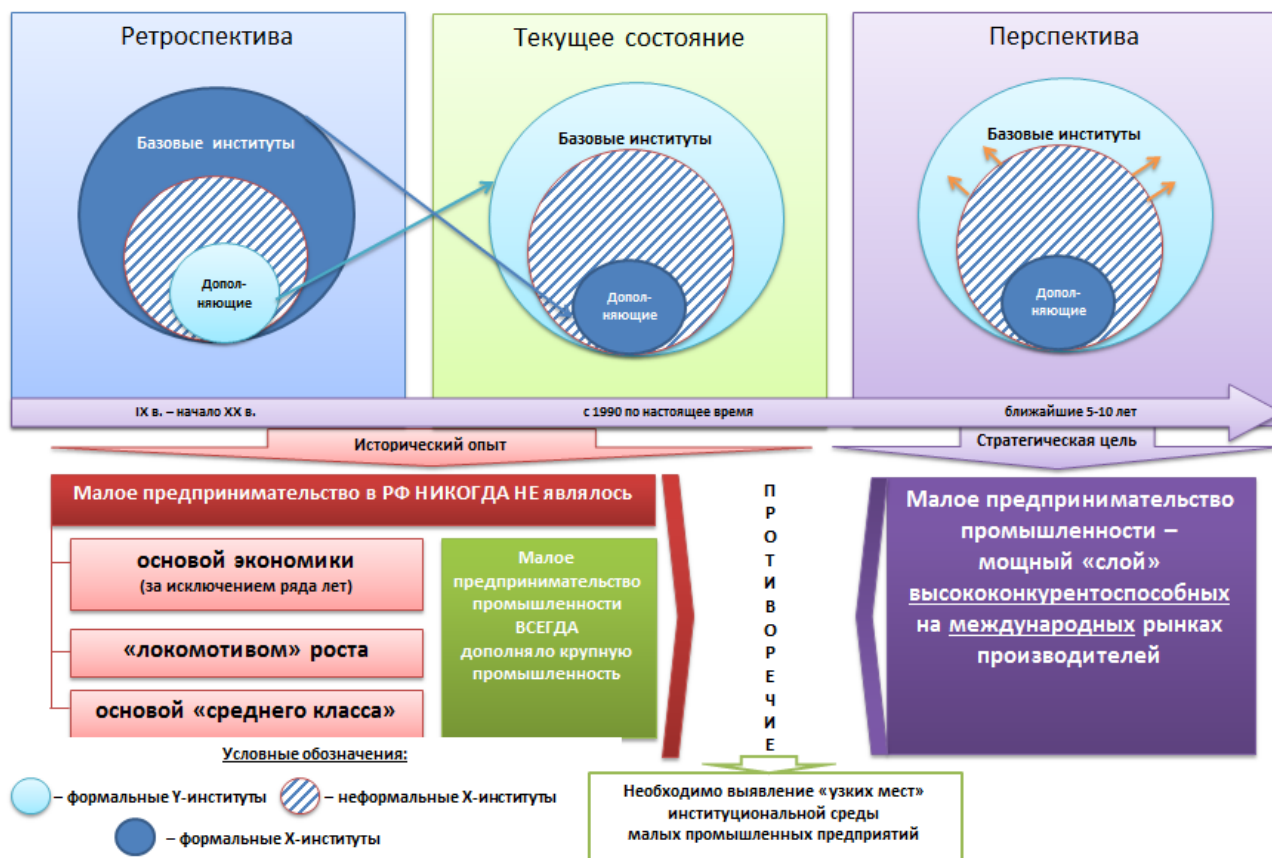 Ретроспектива
Текущее состояние
Перспектива
Базовые институты
Допол-
няющие
Базовые институты
Допол-
няющие
Базовые институты
Допол-
няющие
IX в. – начало XX в.
с 1990 по настоящее время
ближайшие 5-10 лет
Исторический опыт
Стратегическая цель
Малое предпринимательство в РФ НИКОГДА НЕ являлось
основой экономики
(за исключением ряда лет)
«локомотивом» роста
основой «среднего класса»
Малое
предпринимательство
промышленности
ВСЕГДА
дополняло крупную
промышленность
П
Р
О
Т
И
В
О
Р
Е
Ч
И
Е
Малое предпринимательство
промышленности –
мощный «слой»
высококонкурентоспособных
на международных рынках
производителей
Условные обозначения:
– формальные Y-институты
– неформальные X-институты
– формальные X-институты
Необходимо выявление «узких мест»
институциональной среды
малых промышленных предприятий